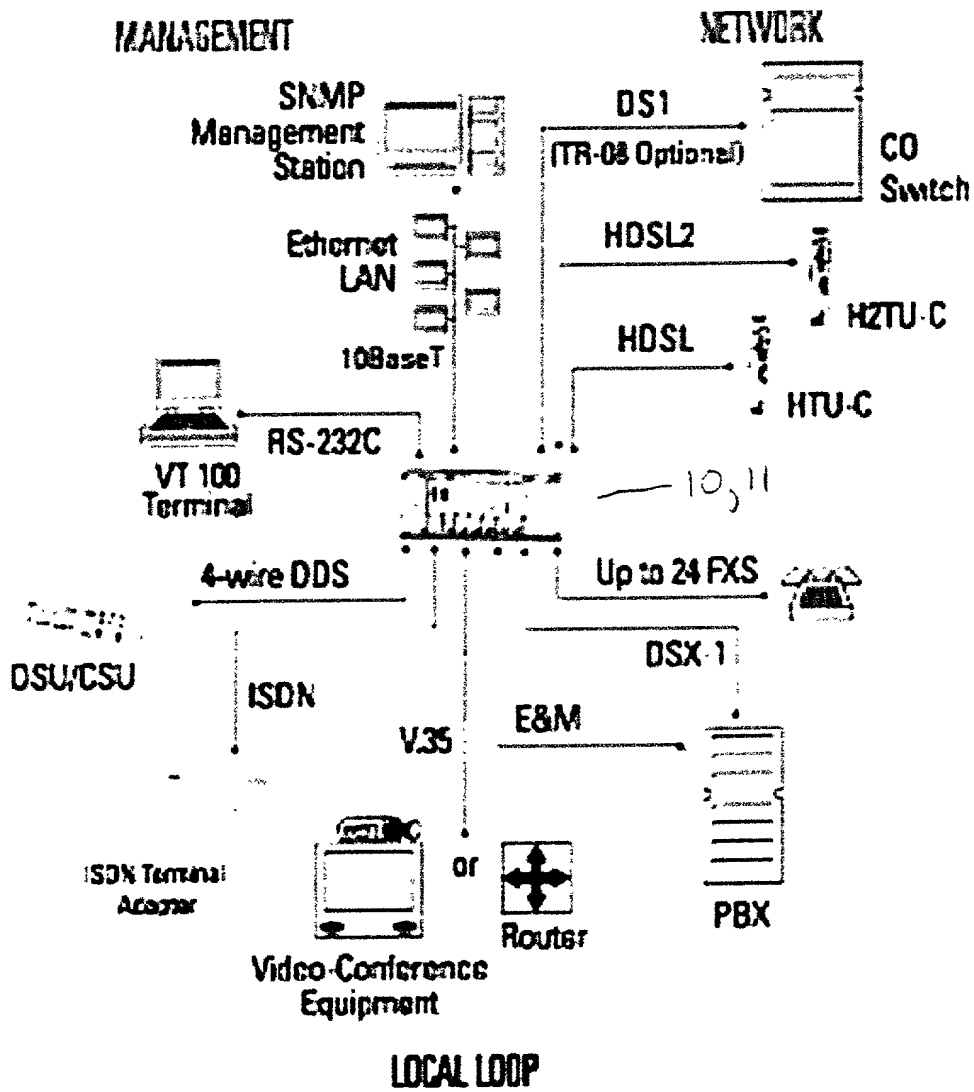 MANAGEMENT
NETWORK
SNMP
Management
Station
DS1
(TR-08 Optional)
CO
Switch
Ethernet
LAN
HDSL2
H2TU-C
10BaseT
HDSL
HTU-C
RS-232C
VT 100
Terminal
10, 11
4-wire DDS
Up to 24 FXS
DSU/CSU
ISDN
DSX-1
V.35
E&M
ISDN Terminal
Adapter
or
Router
PBX
Video-Conference
Equipment
LOCAL LOOP